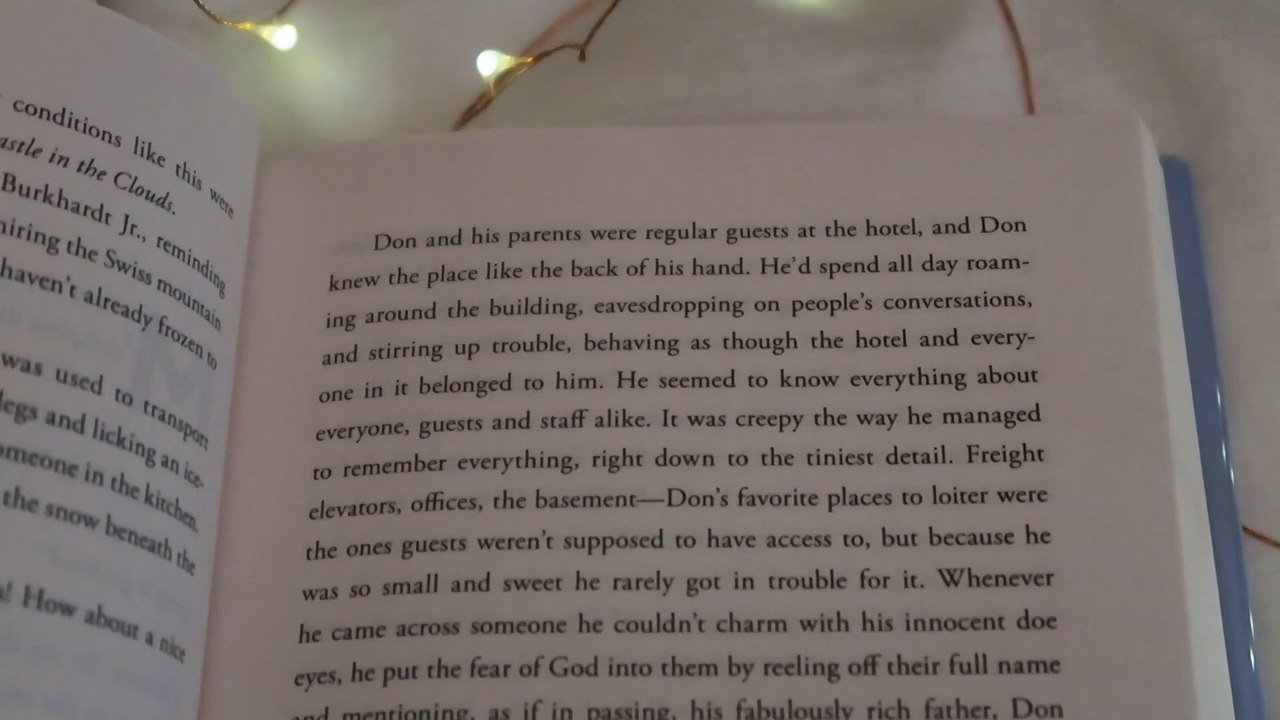 conditions like this were
astle in the Clouds.
Burkhardt Jr., reminding
iring the Swiss mountain
haven't already frozen to
was used to transport
legs and licking an ice-
omeone in the kitchen.
the snow beneath the
How about a nice
Don and his parents were regular guests at the hotel, and Don
knew the place like the back of his hand. He'd spend all day roam-
ing around the building, eavesdropping on people's conversations,
and stirring up trouble, behaving as though the hotel and every-
one in it belonged to him. He seemed to know everything about
everyone, guests and staff alike. It was creepy the way he managed
to remember everything, right down to the tiniest detail. Freight
elevators, offices, the basement—Don's favorite places to loiter were
the ones guests weren't supposed to have access to, but because he
was so small and sweet he rarely got in trouble for it. Whenever
he came across someone he couldn't charm with his innocent doe
eyes, he put the fear of God into them by reeling off their full name
and mentioning, as if in passing, his fabulously rich father, Don